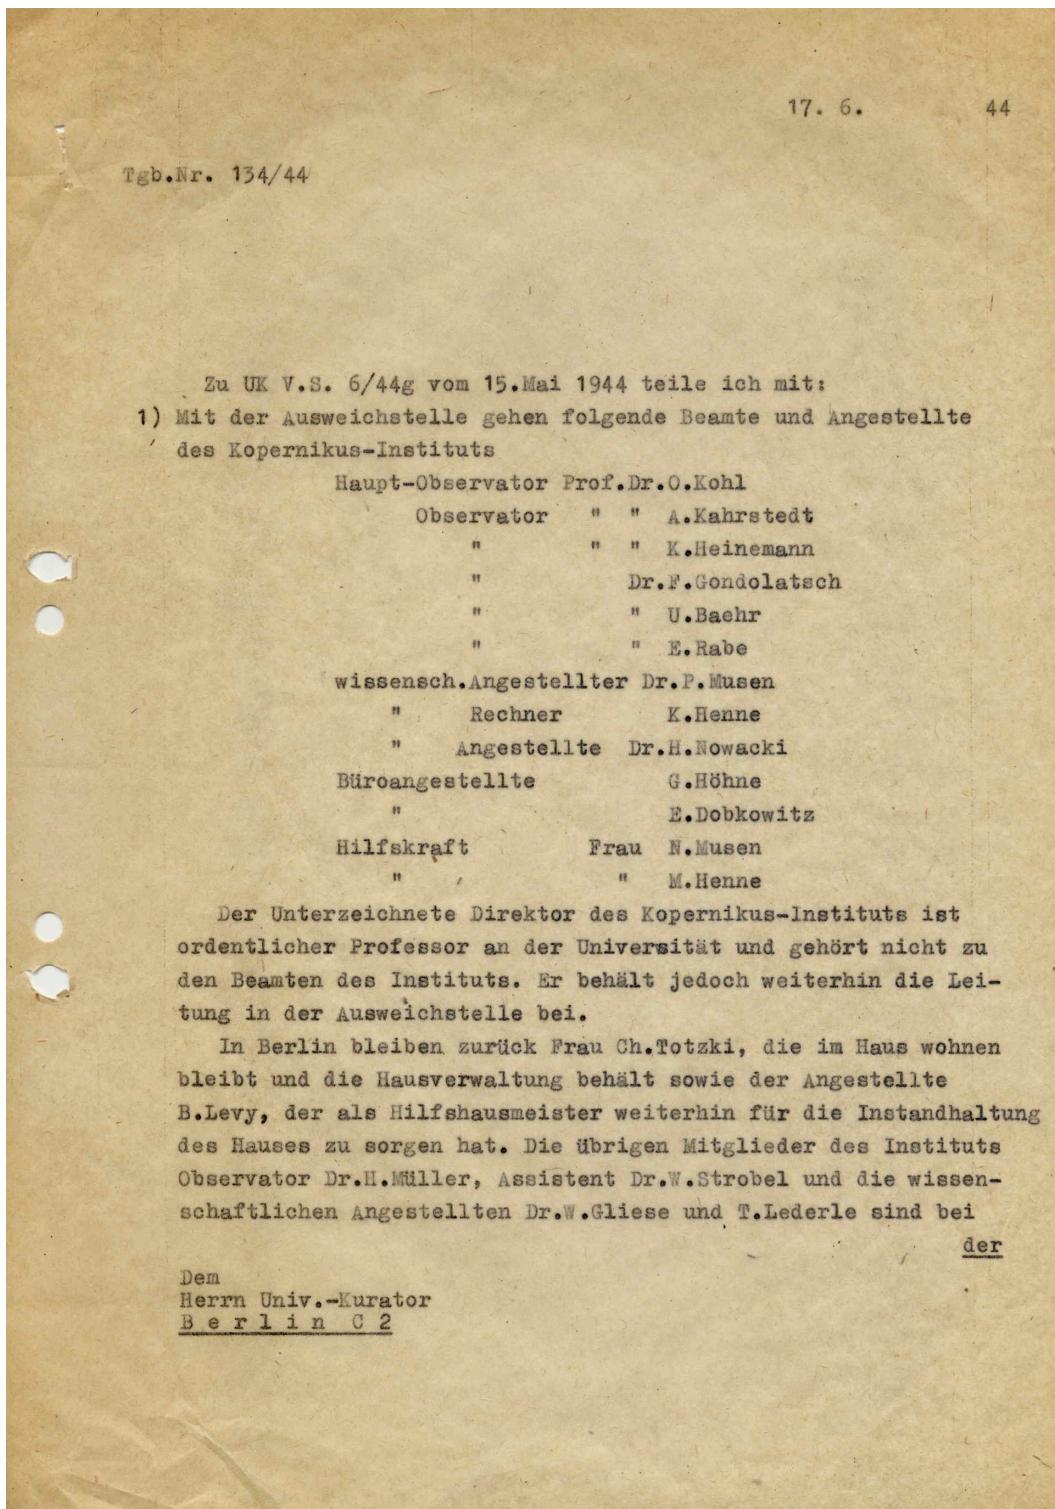 17. 6. 44
Tgb.Nr. 134/44
Zu UK V.S. 6/44g vom 15.Mai 1944 teile ich mit:
1) Mit der Ausweichstelle gehen folgende Beamte und Angestellte
des Kopernikus-Instituts
Haupt-Observator Prof.Dr.O.Kohl
Observator " " A.Kahrstedt
" " " K.Heinemann
" Dr.F.Gondolatsch
" " U.Baehr
" " E.Rabe
wissensch.Angestellter Dr.P.Musen
" Rechner K.Henne
" Angestellte Dr.H.Nowacki
Büroangestellte G.Höhne
" E.Dobkowitz
Hilfskraft Frau N.Musen
" " M.Henne
Der Unterzeichnete Direktor des Kopernikus-Instituts ist
ordentlicher Professor an der Universität und gehört nicht zu
den Beamten des Instituts. Er behält jedoch weiterhin die Lei-
tung in der Ausweichstelle bei.
In Berlin bleiben zurück Frau Ch.Totzki, die im Haus wohnen
bleibt und die Hausverwaltung behält sowie der Angestellte
B.Levy, der als Hilfshausmeister weiterhin für die Instandhaltung
des Hauses zu sorgen hat. Die übrigen Mitglieder des Instituts
Observator Dr.H.Müller, Assistent Dr.W.Strobel und die wissen-
schaftlichen Angestellten Dr.W.Gliese und T.Lederle sind bei
der
Dem
Herrn Univ.-Kurator
B e r l i n C 2